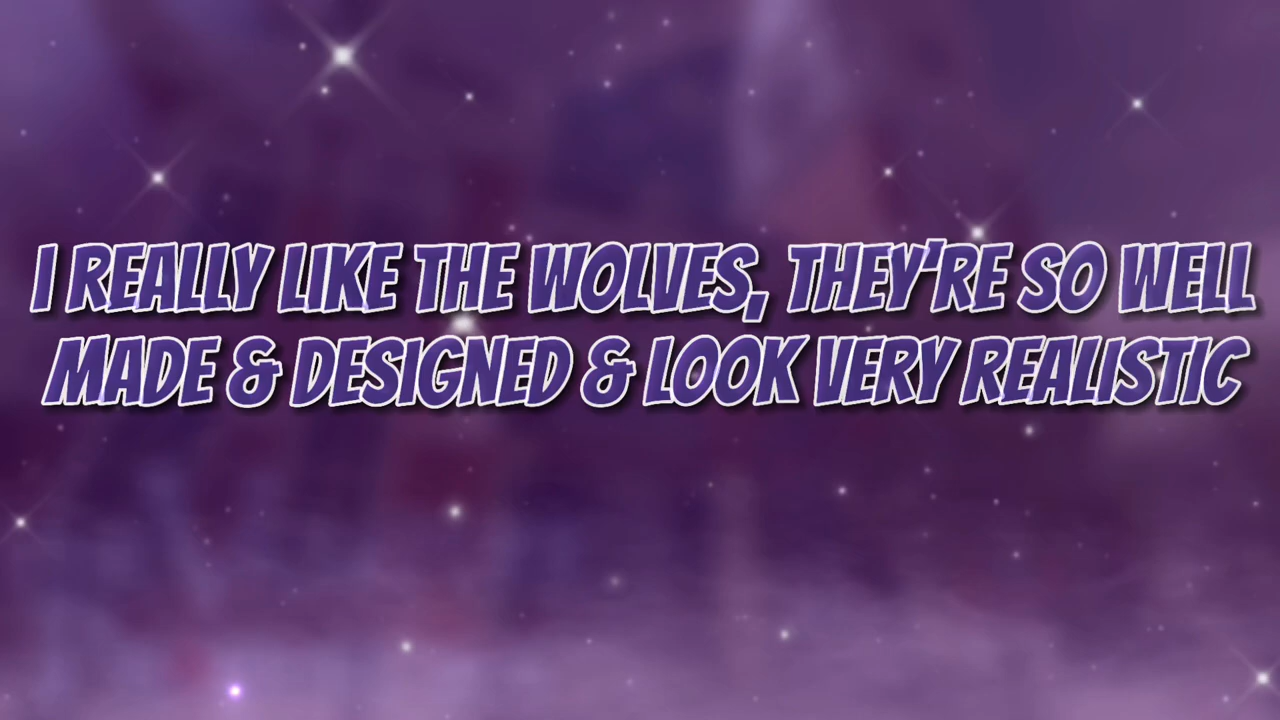 I REALLY LIKE THE WOLVES, THEY'RE SO WELL
MADE & DESIGNED & LOOK VERY REALISTIC